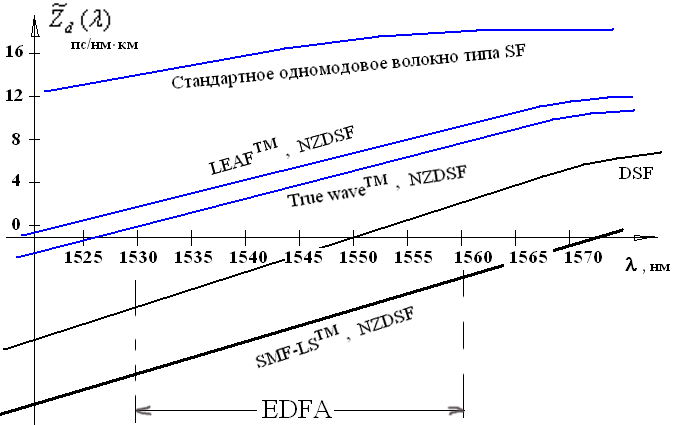 Z̃d (λ)
пс/нм·км
16
12
8
4
0
Стандартное одномодовое волокно типа SF
LEAF™ , NZDSF
True wave™ , NZDSF
DSF
1525 1530 1535 1540 1545 1550 1555 1560 1565 1570
λ , нм
SMF-LS™ , NZDSF
EDFA